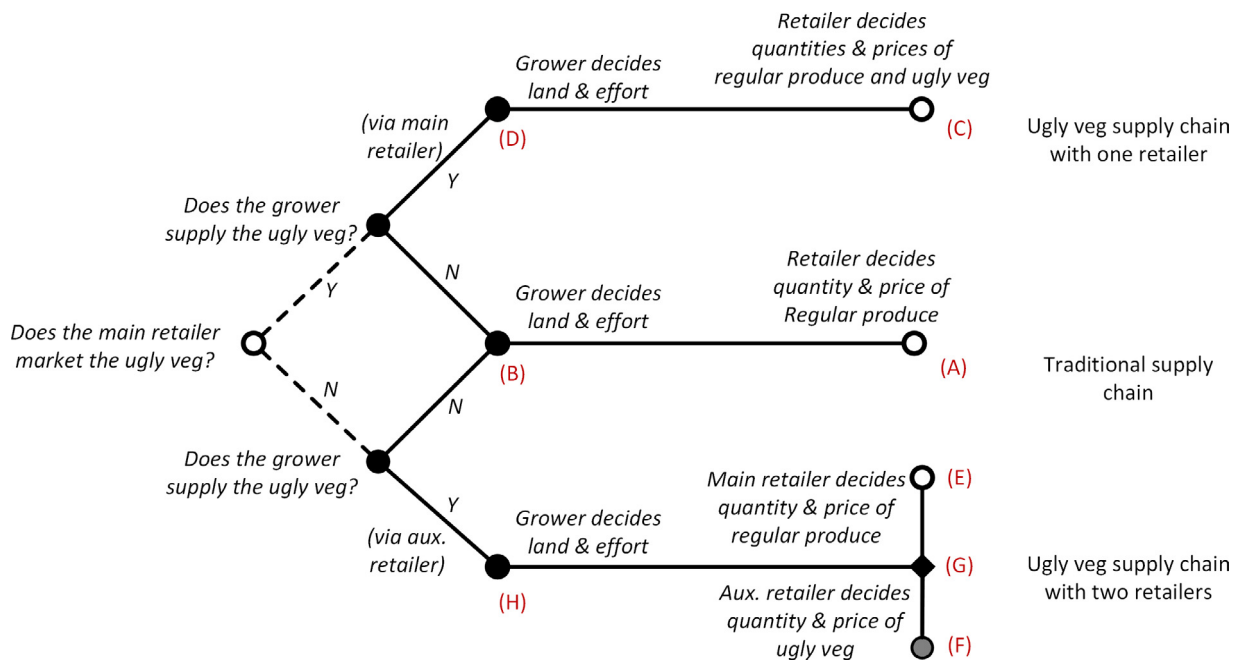 Retailer decides
quantities & prices of
regular produce and ugly veg
Grower decides
land & effort
(via main
retailer)
(D)
(C)
Ugly veg supply chain
with one retailer
Y
Does the grower
supply the ugly veg?
N
Y
Retailer decides
quantity & price of
Regular produce
Grower decides
land & effort
Does the main retailer
market the ugly veg?
(B)
(A)
Traditional supply
chain
N
N
Does the grower
supply the ugly veg?
Y
(via aux.
retailer)
Grower decides
land & effort
(H)
Main retailer decides
quantity & price of
regular produce
(E)
(G)
Ugly veg supply chain
with two retailers
Aux. retailer decides
quantity & price of
ugly veg
(F)